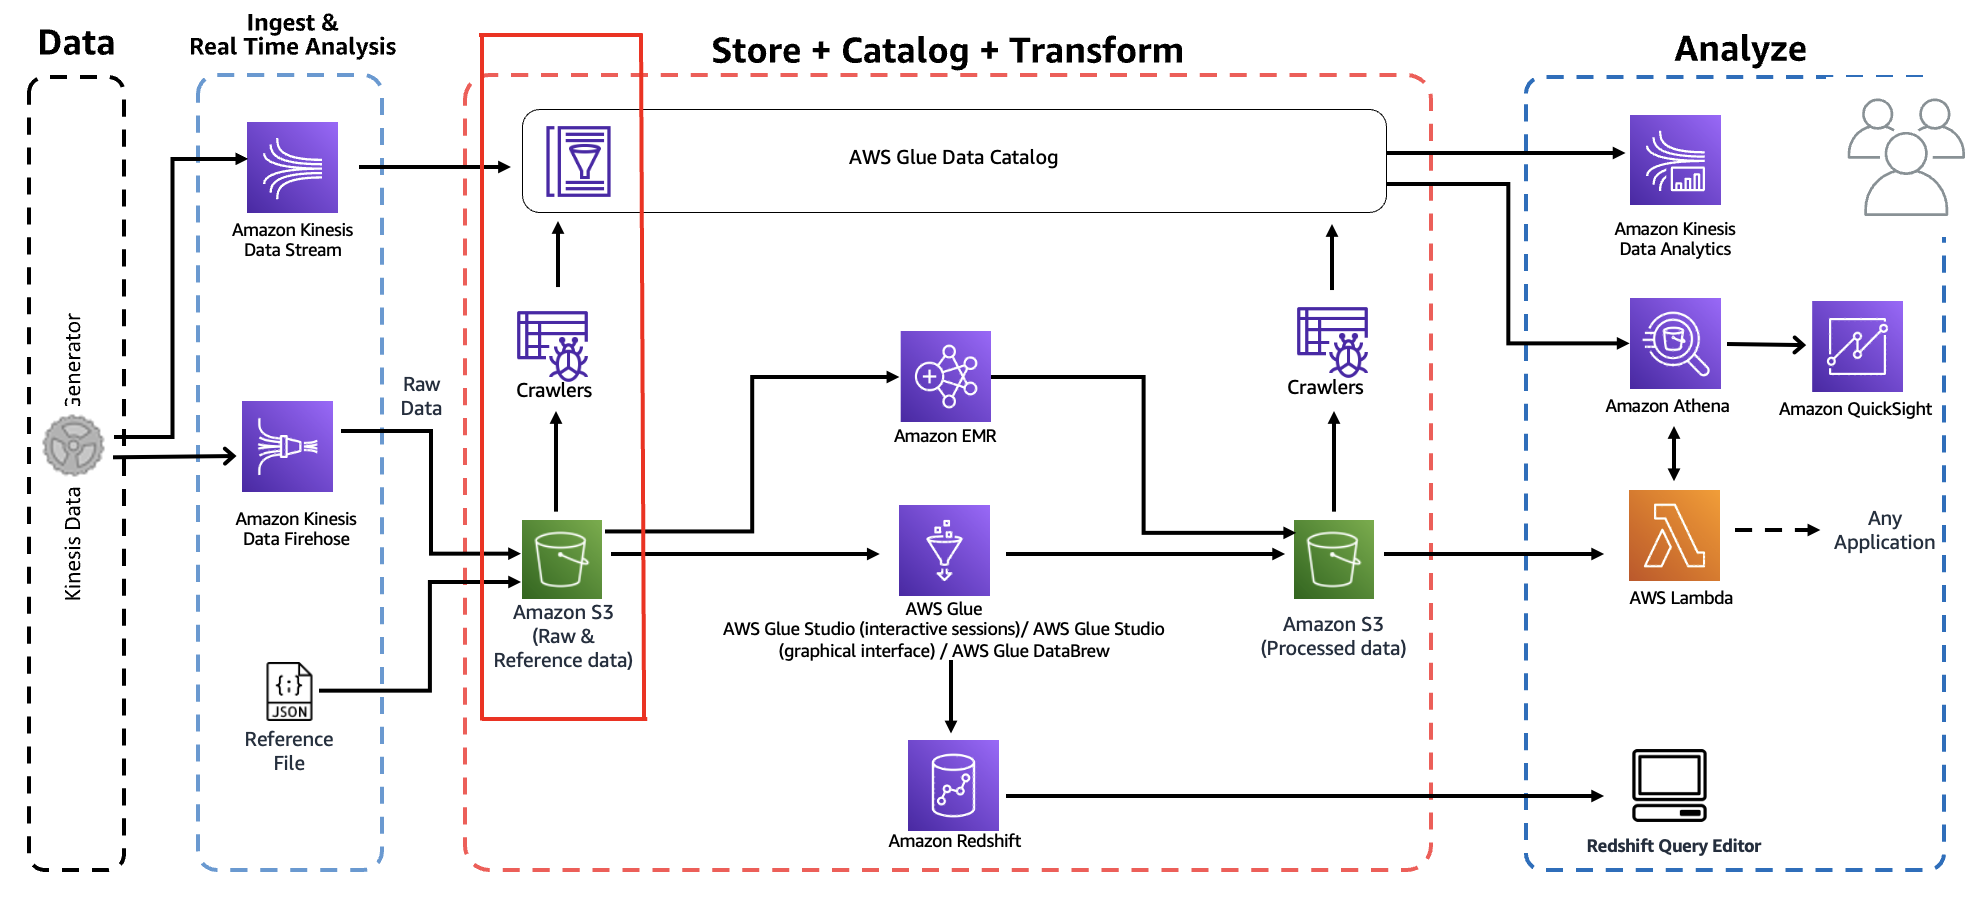 Data
Ingest &
Real Time Analysis
Store + Catalog + Transform
Analyze
Kinesis Data Generator
Amazon Kinesis
Data Stream
Amazon Kinesis
Data Firehose
Raw
Data
{;}
JSON
Reference
File
AWS Glue Data Catalog
Crawlers
Amazon S3
(Raw &
Reference data)
Amazon EMR
AWS Glue
AWS Glue Studio (interactive sessions)/ AWS Glue Studio
(graphical interface) / AWS Glue DataBrew
Amazon Redshift
Crawlers
Amazon S3
(Processed data)
Amazon Kinesis
Data Analytics
Amazon Athena
Amazon QuickSight
AWS Lambda
Any
Application
Redshift Query Editor